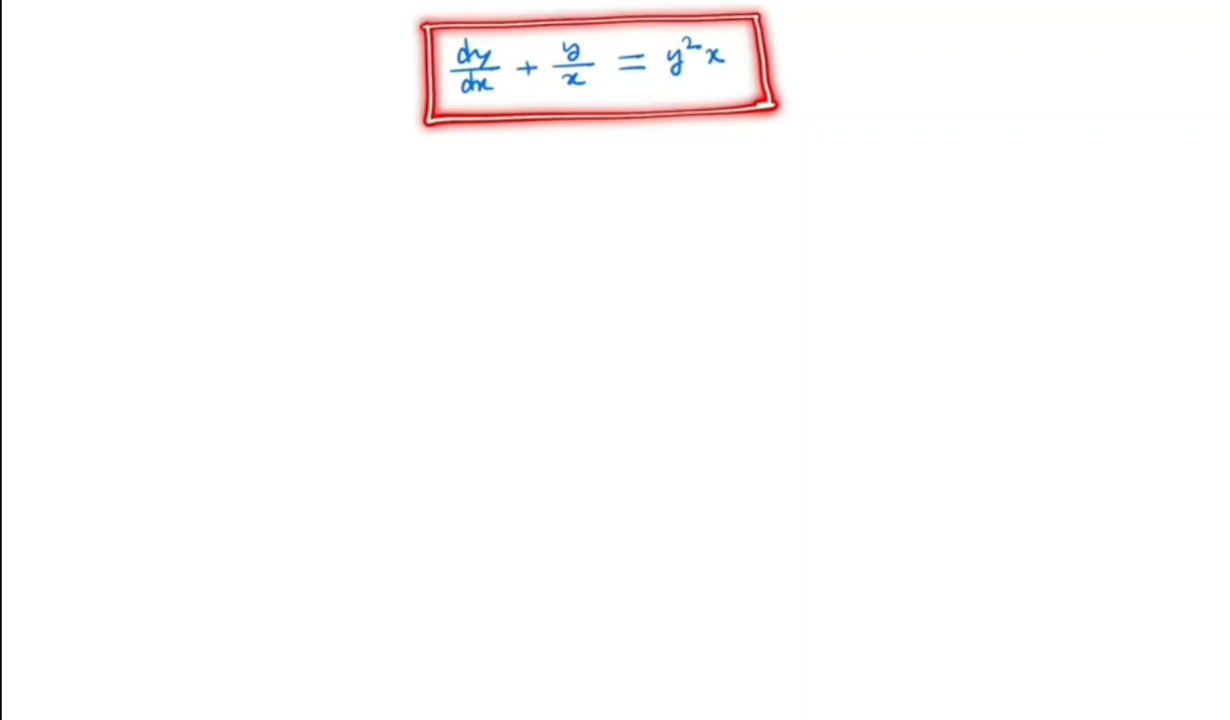 dy/dx + y/x = y²x